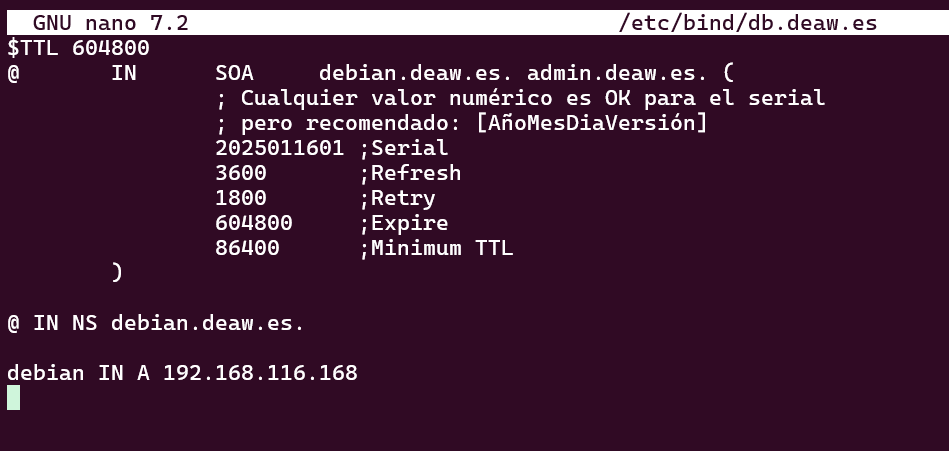 GNU nano 7.2 /etc/bind/db.deaw.es
$TTL 604800
@ IN SOA debian.deaw.es. admin.deaw.es. (
; Cualquier valor numérico es OK para el serial
; pero recomendado: [AñoMesDiaVersión]
2025011601 ;Serial
3600 ;Refresh
1800 ;Retry
604800 ;Expire
86400 ;Minimum TTL
)
@ IN NS debian.deaw.es.
debian IN A 192.168.116.168